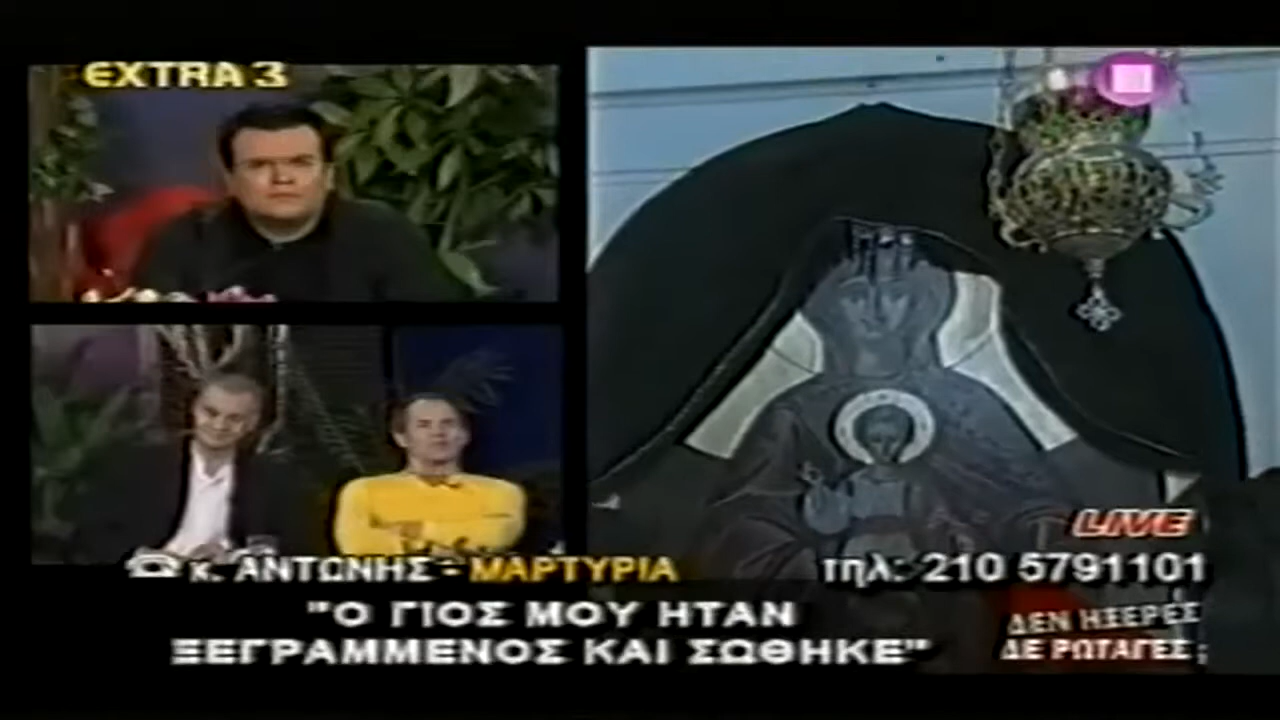 EXTRA 3
LIVE
κ. ΑΝΤΩΝΗΣ - ΜΑΡΤΥΡΙΑ
τηλ: 210 5791101
"Ο ΓΙΟΣ ΜΟΥ ΗΤΑΝ
ΞΕΓΡΑΜΜΕΝΟΣ ΚΑΙ ΣΩΘΗΚΕ"
ΔΕΝ ΗΞΕΡΕΣ
ΔΕ ΡΩΤΑΓΕΣ ;